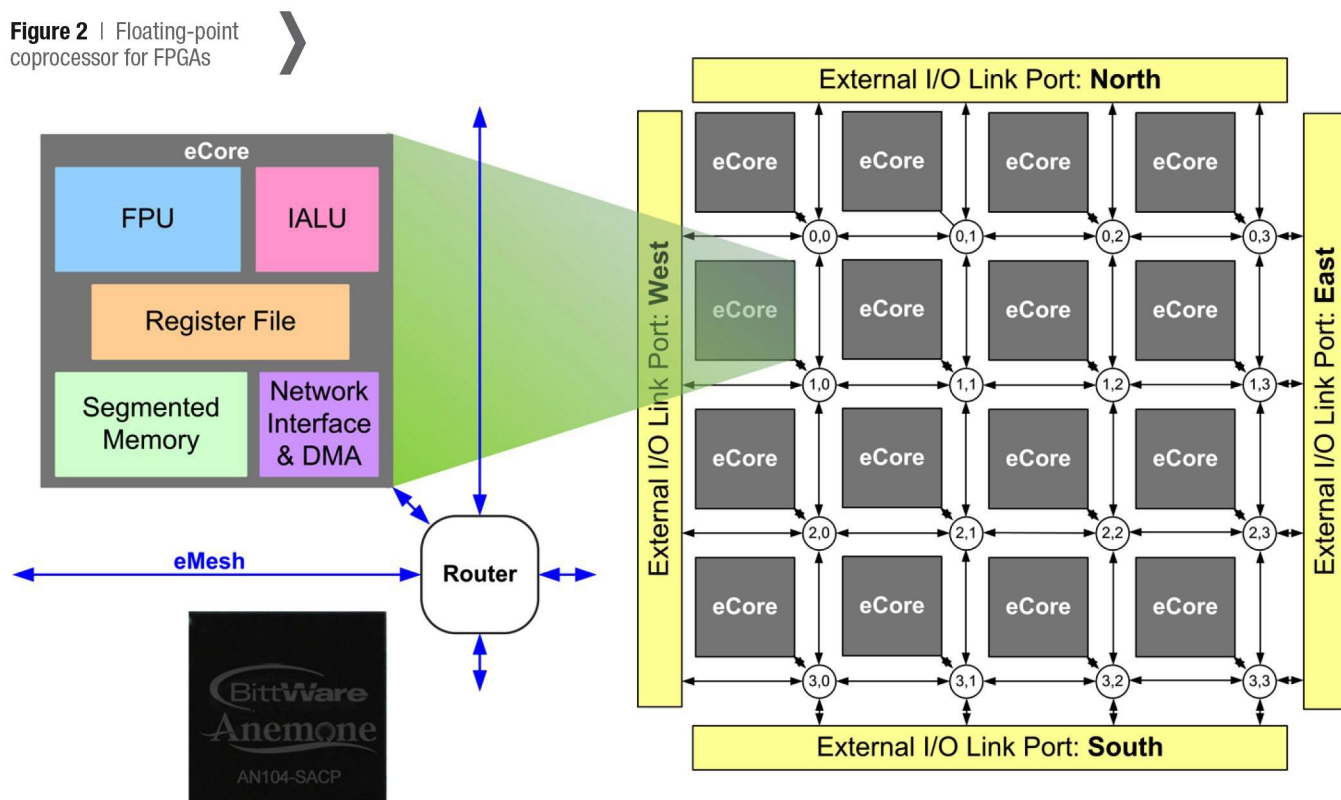 Figure 2 | Floating-point
coprocessor for FPGAs
eCore
FPU
IALU
Register File
Segmented
Memory
Network
Interface
& DMA
eMesh
Router
BittWare
Anemone
AN104-SACP
External I/O Link Port: North
External I/O Link Port: West
External I/O Link Port: East
eCore
eCore
eCore
eCore
0,0
0,1
0,2
0,3
eCore
eCore
eCore
eCore
1,0
1,1
1,2
1,3
eCore
eCore
eCore
eCore
2,0
2,1
2,2
2,3
eCore
eCore
eCore
eCore
3,0
3,1
3,2
3,3
External I/O Link Port: South